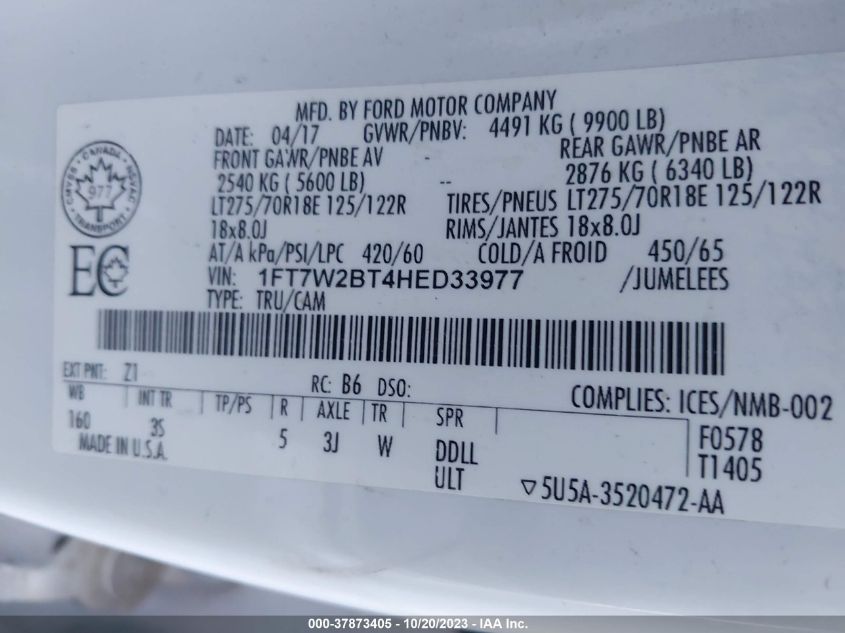 MFD. BY FORD MOTOR COMPANY
DATE: 04/17 GVWR/PNBV: 4491 KG ( 9900 LB)
FRONT GAWR/PNBE AV - REAR GAWR/PNBE AR
2540 KG ( 5600 LB) -- 2876 KG ( 6340 LB)
LT275/70R18E 125/122R TIRES/PNEUS LT275/70R18E 125/122R
18x8.0J RIMS/JANTES 18x8.0J
AT/A kPa/PSI/LPC 420/60 COLD/A FROID 450/65
VIN: 1FT7W2BT4HED33977 /JUMELEES
TYPE: TRU/CAM
CANADA
CMVSS NSVAC
977
TRANSPORT
EC
EXT PNT: Z1 RC: B6 DSO: COMPLIES: ICES/NMB-002
WB INT TR TP/PS R AXLE TR SPR F0578
160 3S 5 3J W DDLL T1405
MADE IN U.S.A. ULT ▽5U5A-3520472-AA
000-37873405 - 10/20/2023 - IAA Inc.